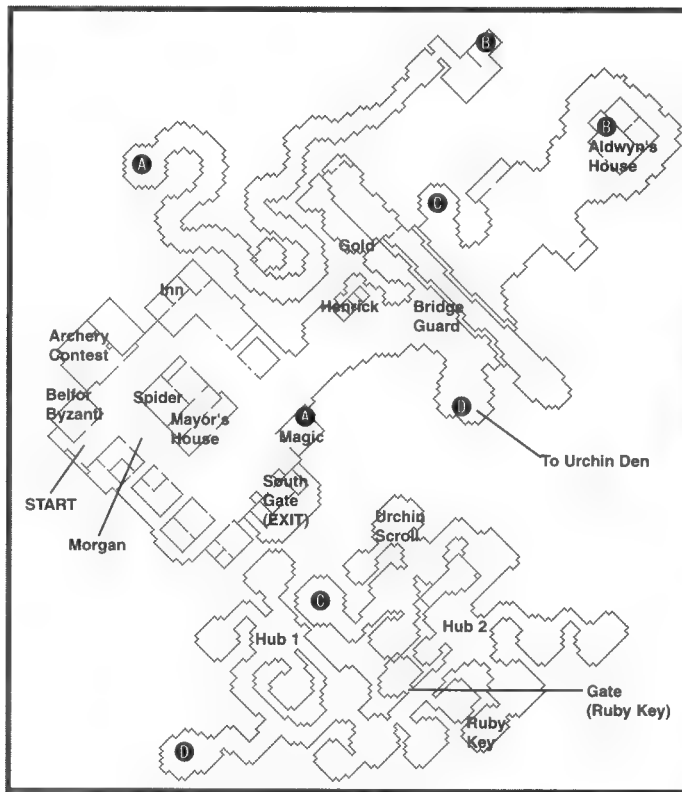 B
B
Aldwyn's
House
A
C
Gold
Inn
Henrick
Bridge
Guard
Archery
Contest
Belfor
Byzanti
Spider
Mayor's
House
A
Magic
D
To Urchin Den
START
Morgan
South
Gate
(EXIT)
Urchin
Scroll
C
Hub 1
Hub 2
Gate
(Ruby Key)
Ruby
Key
D